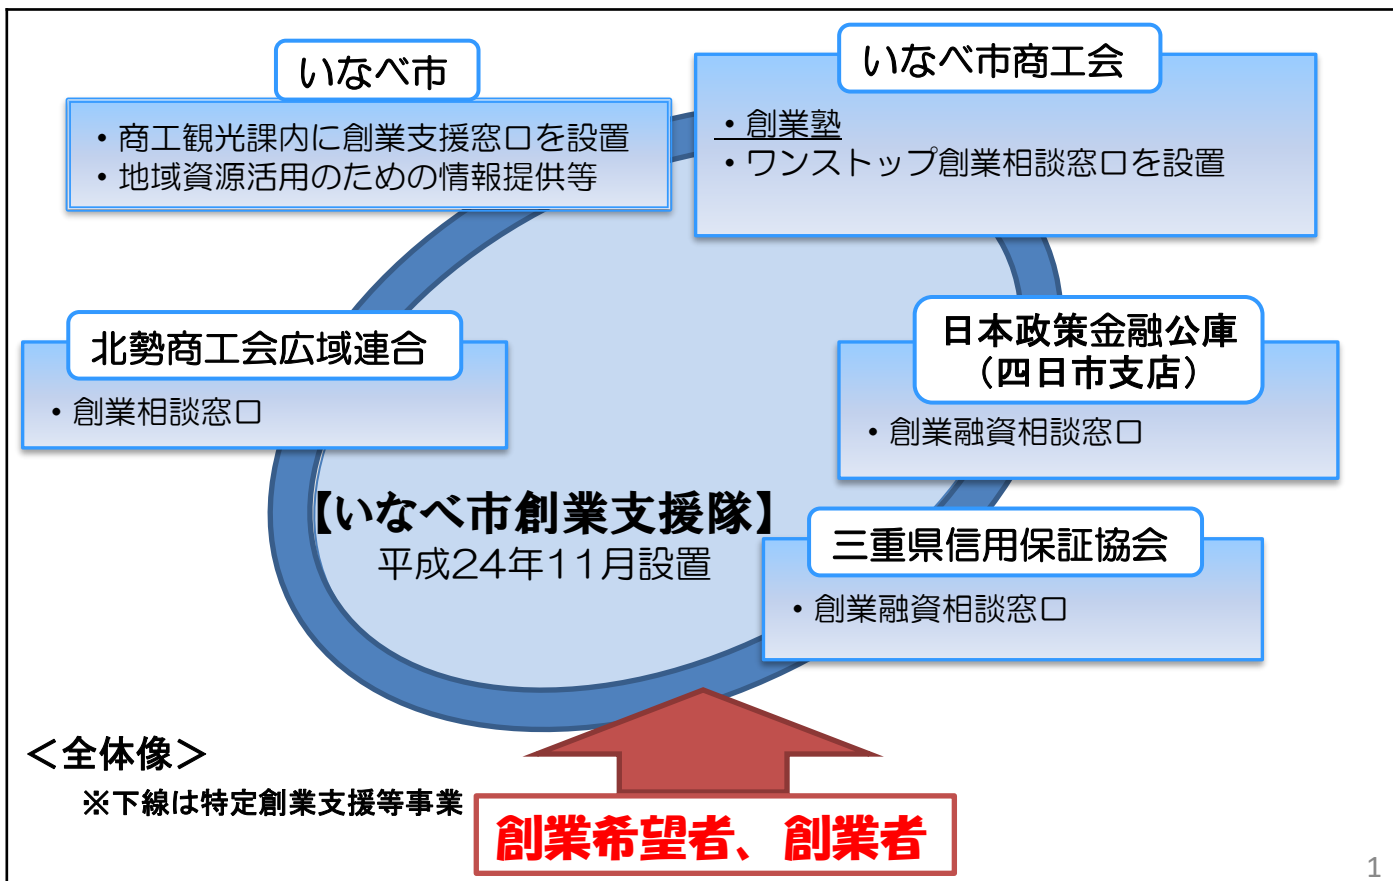 いなべ市
・商工観光課内に創業支援窓口を設置
・地域資源活用のための情報提供等
いなべ市商工会
・創業塾
・ワンストップ創業相談窓口を設置
北勢商工会広域連合
・創業相談窓口
日本政策金融公庫
（四日市支店）
・創業融資相談窓口
【いなべ市創業支援隊】
平成24年11月設置
三重県信用保証協会
・創業融資相談窓口
＜全体像＞
※下線は特定創業支援等事業
創業希望者、創業者
1